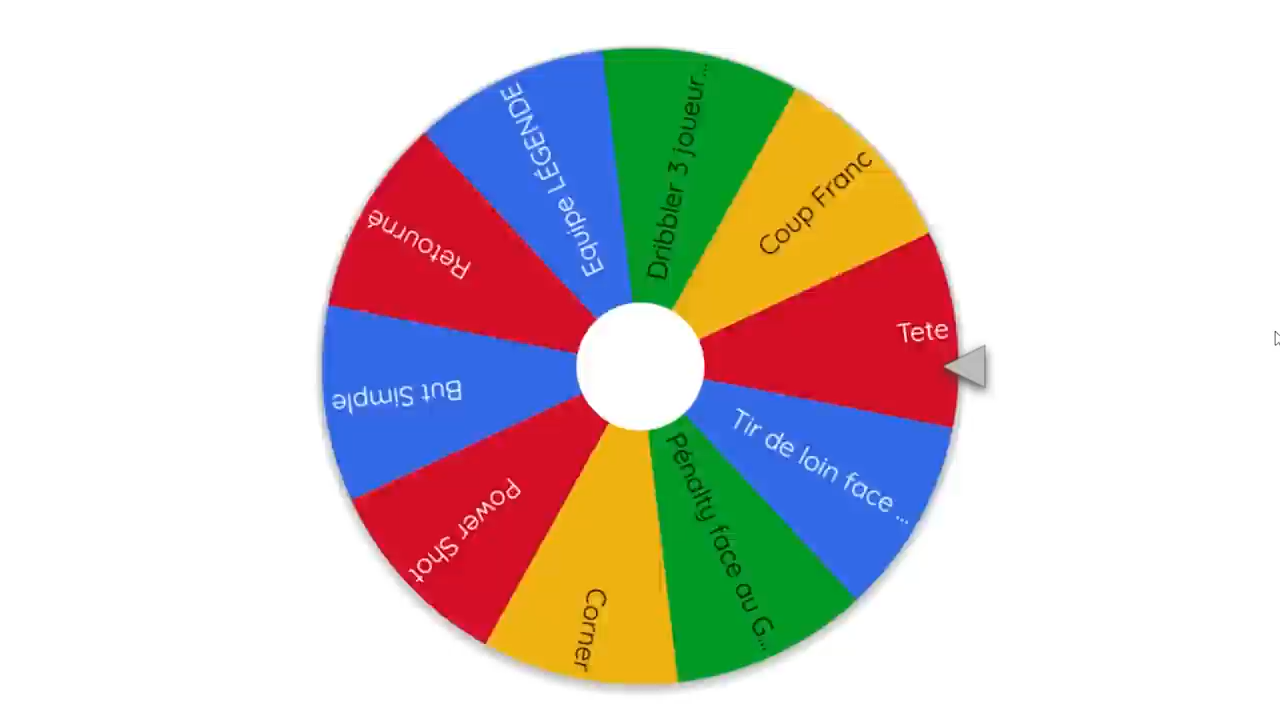 Equipe LÉGENDE
Dribbler 3 joueur...
Coup Franc
Tete
Tir de loin face ...
Pénalty face au G...
Corner
Power Shot
But Simple
Retourné